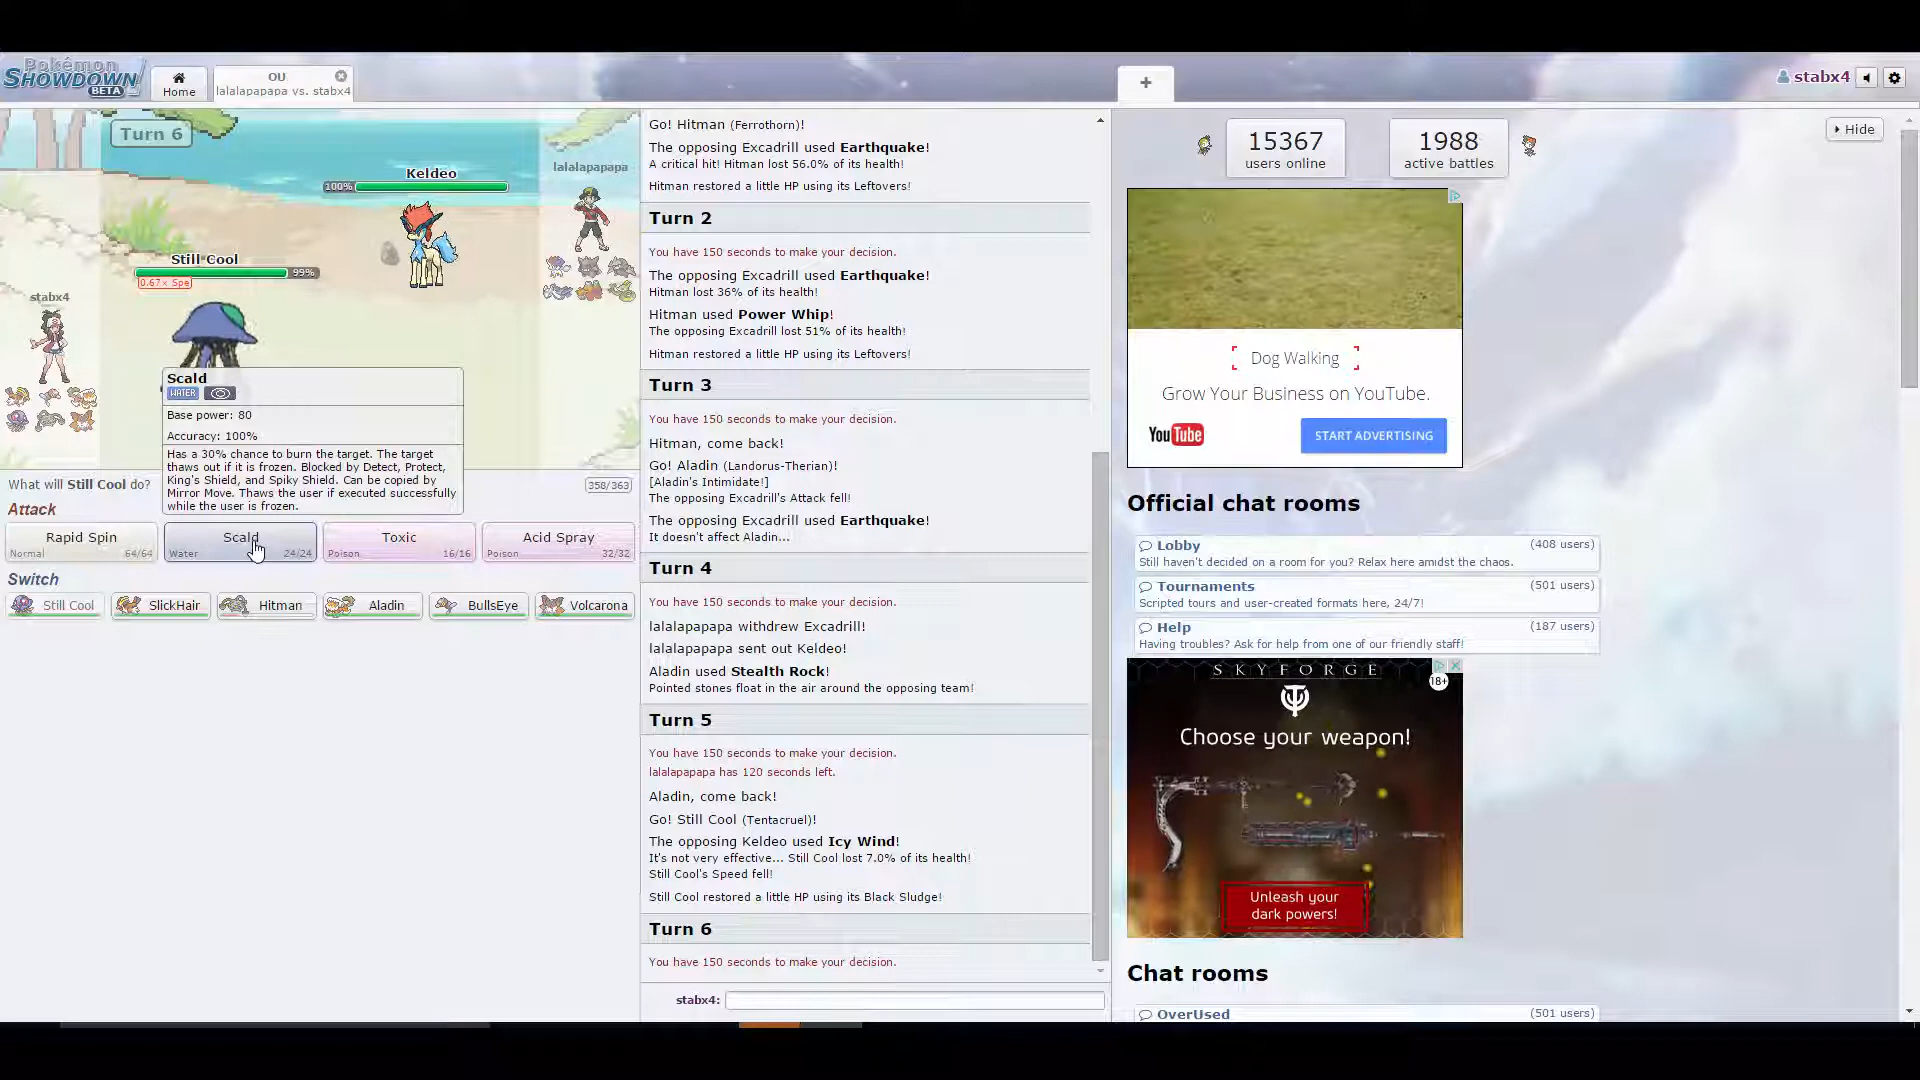 Pokémon
SHOWDOWN!
BETA
Home
OU
lalalapapapa vs. stabx4
+
stabx4
Turn 6
Keldeo
100%
lalalapapapa
Still Cool
99%
0.67× Spe
stabx4
Scald
WATER
Base power: 80
Accuracy: 100%
Has a 30% chance to burn the target. The target
thaws out if it is frozen. Blocked by Detect, Protect,
King's Shield, and Spiky Shield. Can be copied by
Mirror Move. Thaws the user if executed successfully
while the user is frozen.
What will Still Cool do?
358/363
Attack
Rapid Spin
Normal 64/64
Scald
Water 24/24
Toxic
Poison 16/16
Acid Spray
Poison 32/32
Switch
Still Cool
SlickHair
Hitman
Aladin
BullsEye
Volcarona
Go! Hitman (Ferrothorn)!
The opposing Excadrill used Earthquake!
A critical hit! Hitman lost 56.0% of its health!
Hitman restored a little HP using its Leftovers!
Turn 2
You have 150 seconds to make your decision.
The opposing Excadrill used Earthquake!
Hitman lost 36% of its health!
Hitman used Power Whip!
The opposing Excadrill lost 51% of its health!
Hitman restored a little HP using its Leftovers!
Turn 3
You have 150 seconds to make your decision.
Hitman, come back!
Go! Aladin (Landorus-Therian)!
[Aladin's Intimidate!]
The opposing Excadrill's Attack fell!
The opposing Excadrill used Earthquake!
It doesn't affect Aladin...
Turn 4
You have 150 seconds to make your decision.
lalalapapapa withdrew Excadrill!
lalalapapapa sent out Keldeo!
Aladin used Stealth Rock!
Pointed stones float in the air around the opposing team!
Turn 5
You have 150 seconds to make your decision.
lalalapapapa has 120 seconds left.
Aladin, come back!
Go! Still Cool (Tentacruel)!
The opposing Keldeo used Icy Wind!
It's not very effective... Still Cool lost 7.0% of its health!
Still Cool's Speed fell!
Still Cool restored a little HP using its Black Sludge!
Turn 6
You have 150 seconds to make your decision.
stabx4:
15367
users online
1988
active battles
Hide
Dog Walking
Grow Your Business on YouTube.
YouTube
START ADVERTISING
Official chat rooms
Lobby (408 users)
Still haven't decided on a room for you? Relax here amidst the chaos.
Tournaments (501 users)
Scripted tours and user-created formats here, 24/7!
Help (187 users)
Having troubles? Ask for help from one of our friendly staff!
SKYFORGE
18+
Choose your weapon!
Unleash your
dark powers!
Chat rooms
OverUsed (501 users)